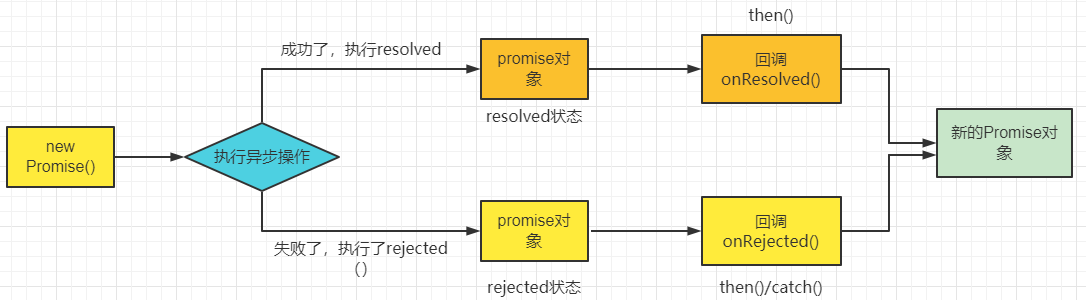 new
Promise()
执行异步操作
成功了，执行resolved
promise对
象
resolved状态
then()
回调
onResolved()
新的Promise对
象
失败了，执行了rejected
（）
promise对
象
rejected状态
回调
onRejected()
then()/catch()